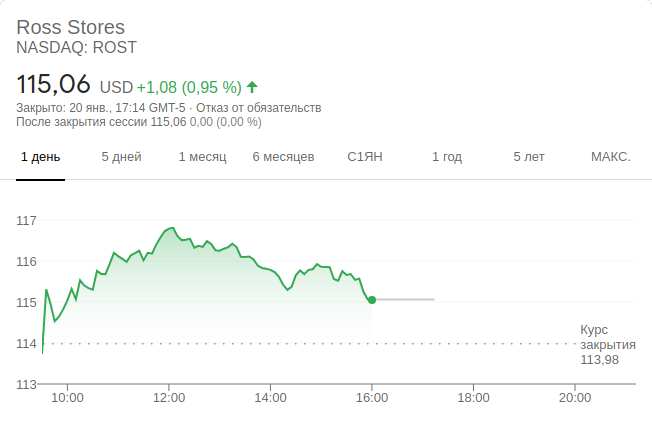 Ross Stores
NASDAQ: ROST
115,06 USD +1,08 (0,95 %)
Закрыто: 20 янв., 17:14 GMT-5 · Отказ от обязательств
После закрытия сессии 115,06 0,00 (0,00 %)
1 день 5 дней 1 месяц 6 месяцев С1ЯН 1 год 5 лет МАКС.
117
116
115
114
Курс
закрытия
113,98
113
10:00 12:00 14:00 16:00 18:00 20:00